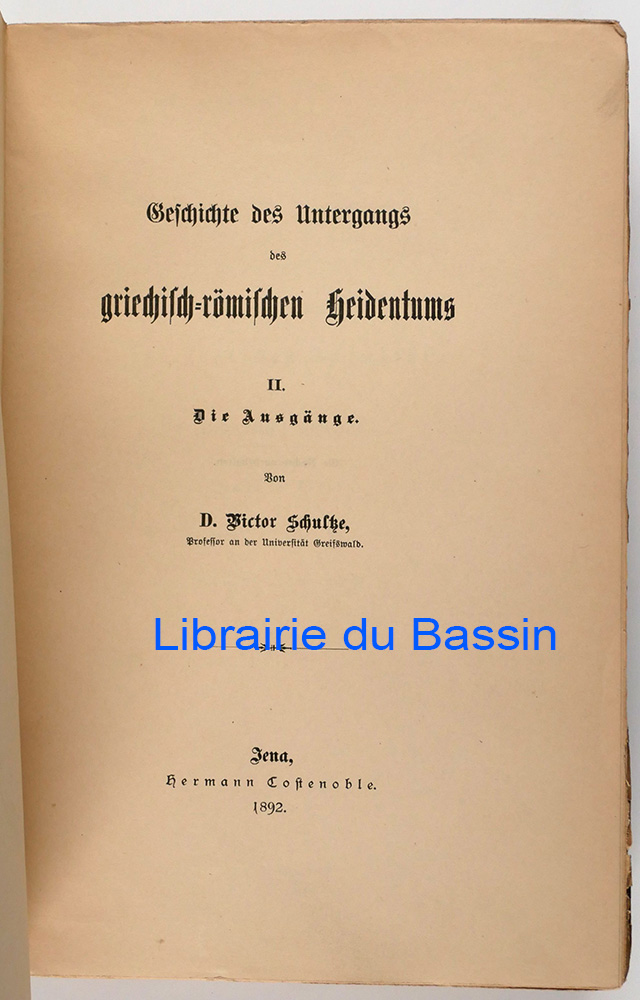 Geschichte des Untergangs
des
griechisch-römischen Heidentums
II.
Die Ausgänge.
Von
D. Victor Schultze,
Professor an der Universität Greifswald.
Librairie du Bassin
Jena,
Hermann Costenoble.
1892.